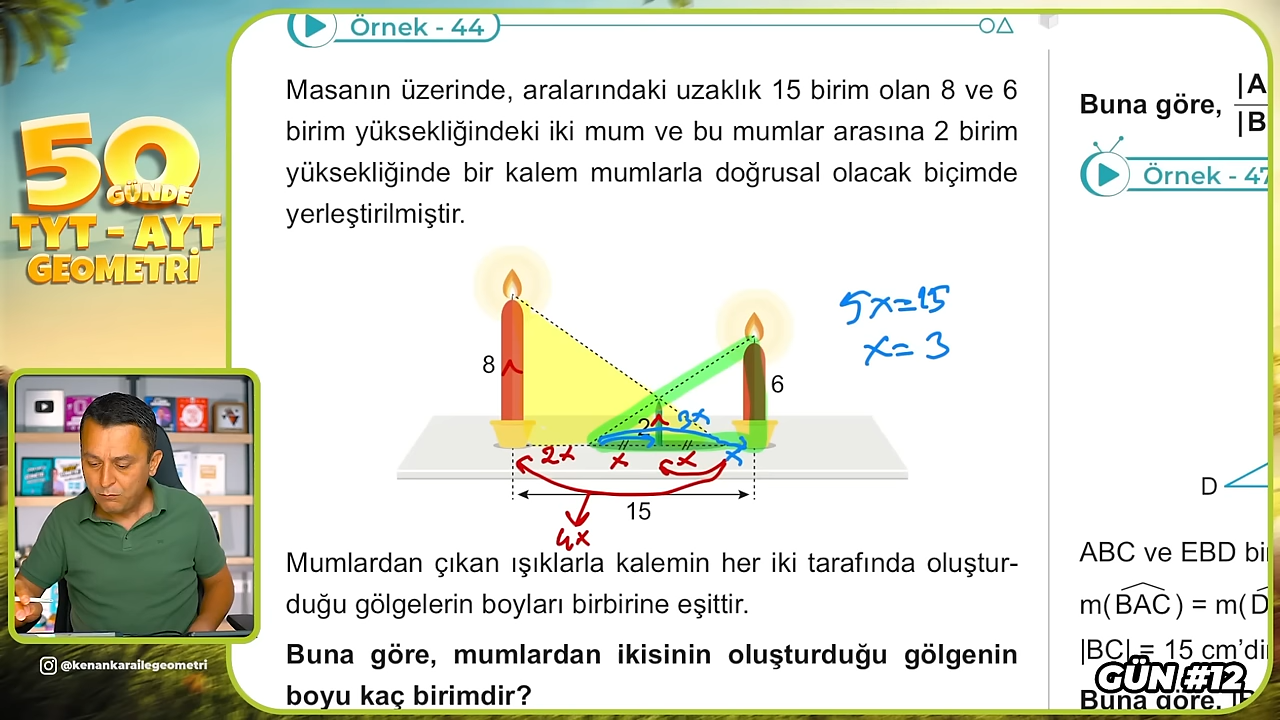 Örnek - 44
Masanın üzerinde, aralarındaki uzaklık 15 birim olan 8 ve 6
birim yüksekliğindeki iki mum ve bu mumlar arasına 2 birim
yüksekliğinde bir kalem mumlarla doğrusal olacak biçimde
yerleştirilmiştir.
8
6
2
3x
2x
x
x
x
15
4x
5x=15
x=3
Mumlardan çıkan ışıklarla kalemin her iki tarafında oluştur-
duğu gölgelerin boyları birbirine eşittir.
Buna göre, mumlardan ikisinin oluşturduğu gölgenin
boyu kaç birimdir?
Buna göre, |A
|B
Örnek - 47
D
ABC ve EBD bi
m(BAC) = m(D
|BC| = 15 cm'di
Buna göre,
GÜN #12
50
GÜNDE
TYT - AYT
GEOMETRİ
@kenankarailegeometri